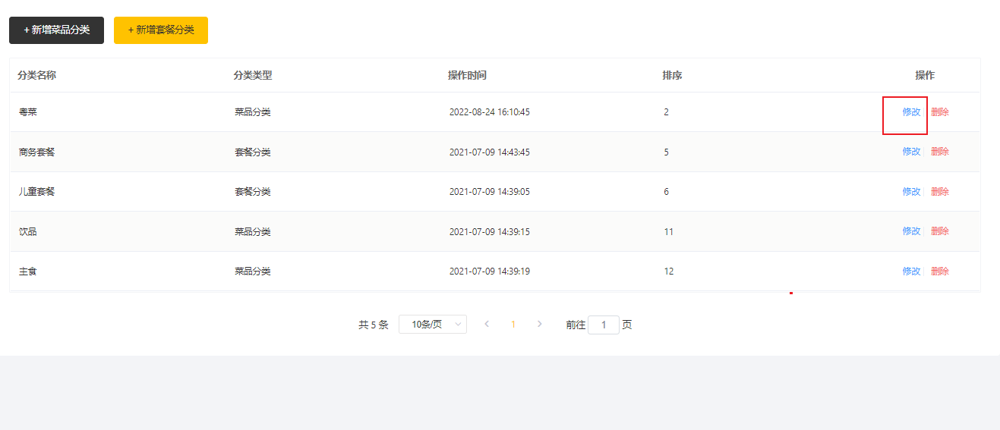 + 新增菜品分类 + 新增套餐分类
分类名称 分类类型 操作时间 排序 操作
粤菜 菜品分类 2022-08-24 16:10:45 2 修改 删除
商务套餐 套餐分类 2021-07-09 14:43:45 5 修改 删除
儿童套餐 套餐分类 2021-07-09 14:39:05 6 修改 删除
饮品 菜品分类 2021-07-09 14:39:15 11 修改 删除
主食 菜品分类 2021-07-09 14:39:19 12 修改 删除
共 5 条 10条/页 1 前往 1 页